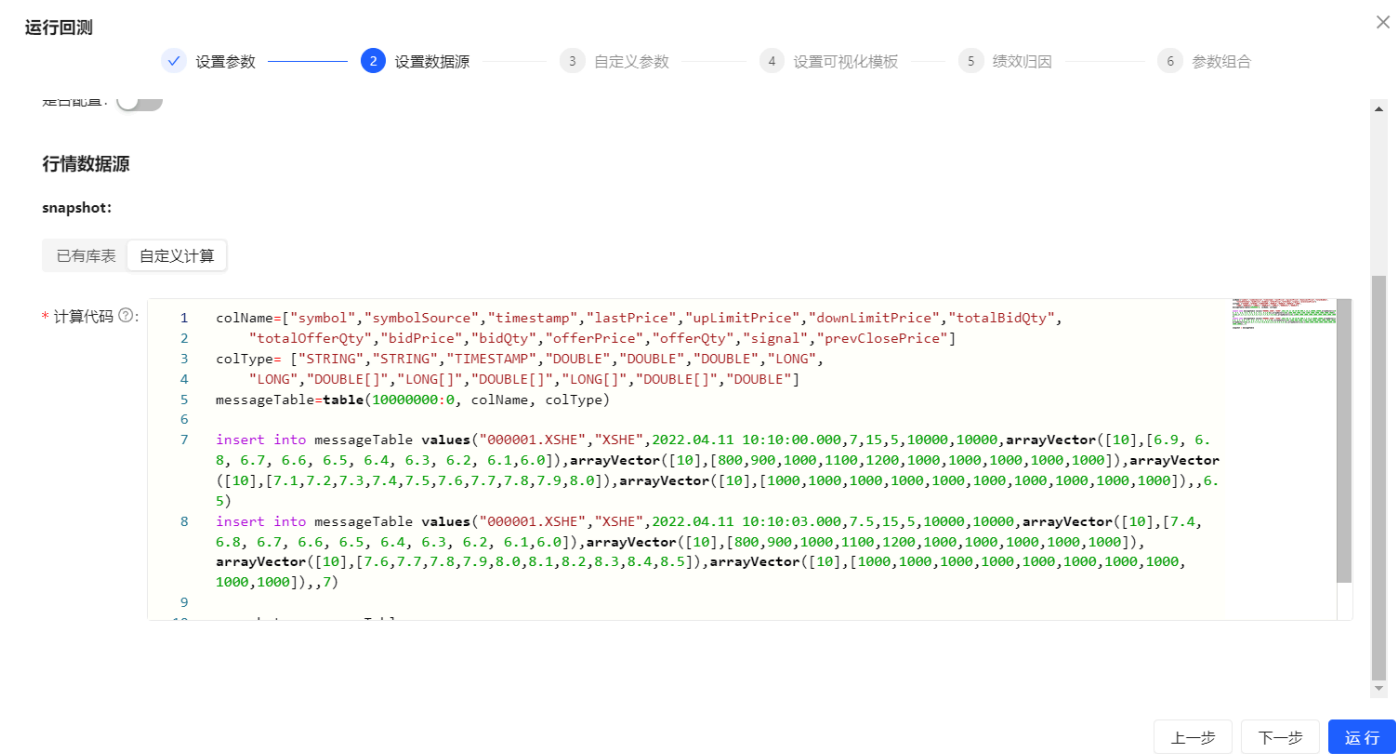 运行回测
设置参数 2 设置数据源 3 自定义参数 4 设置可视化模板 5 绩效归因 6 参数组合
是否配置:
行情数据源
snapshot:
已有库表 自定义计算
* 计算代码 ?:
1 colName=["symbol","symbolSource","timestamp","lastPrice","upLimitPrice","downLimitPrice","totalBidQty",
2 "totalOfferQty","bidPrice","bidQty","offerPrice","offerQty","signal","prevClosePrice"]
3 colType= ["STRING","STRING","TIMESTAMP","DOUBLE","DOUBLE","DOUBLE","LONG",
4 "LONG","DOUBLE[]","LONG[]","DOUBLE[]","LONG[]","DOUBLE[]","DOUBLE"]
5 messageTable=table(10000000:0, colName, colType)
6
7 insert into messageTable values("000001.XSHE","XSHE",2022.04.11 10:10:00.000,7,15,5,10000,10000,arrayVector([10],[6.9, 6.
8, 6.7, 6.6, 6.5, 6.4, 6.3, 6.2, 6.1,6.0]),arrayVector([10],[800,900,1000,1100,1200,1000,1000,1000,1000,1000]),arrayVector
([10],[7.1,7.2,7.3,7.4,7.5,7.6,7.7,7.8,7.9,8.0]),arrayVector([10],[1000,1000,1000,1000,1000,1000,1000,1000,1000,1000]),,6.
5)
8 insert into messageTable values("000001.XSHE","XSHE",2022.04.11 10:10:03.000,7.5,15,5,10000,10000,arrayVector([10],[7.4,
6.8, 6.7, 6.6, 6.5, 6.4, 6.3, 6.2, 6.1,6.0]),arrayVector([10],[800,900,1000,1100,1200,1000,1000,1000,1000,1000]),
arrayVector([10],[7.6,7.7,7.8,7.9,8.0,8.1,8.2,8.3,8.4,8.5]),arrayVector([10],[1000,1000,1000,1000,1000,1000,1000,1000,
1000,1000]),,7)
9
上一步 下一步 运行